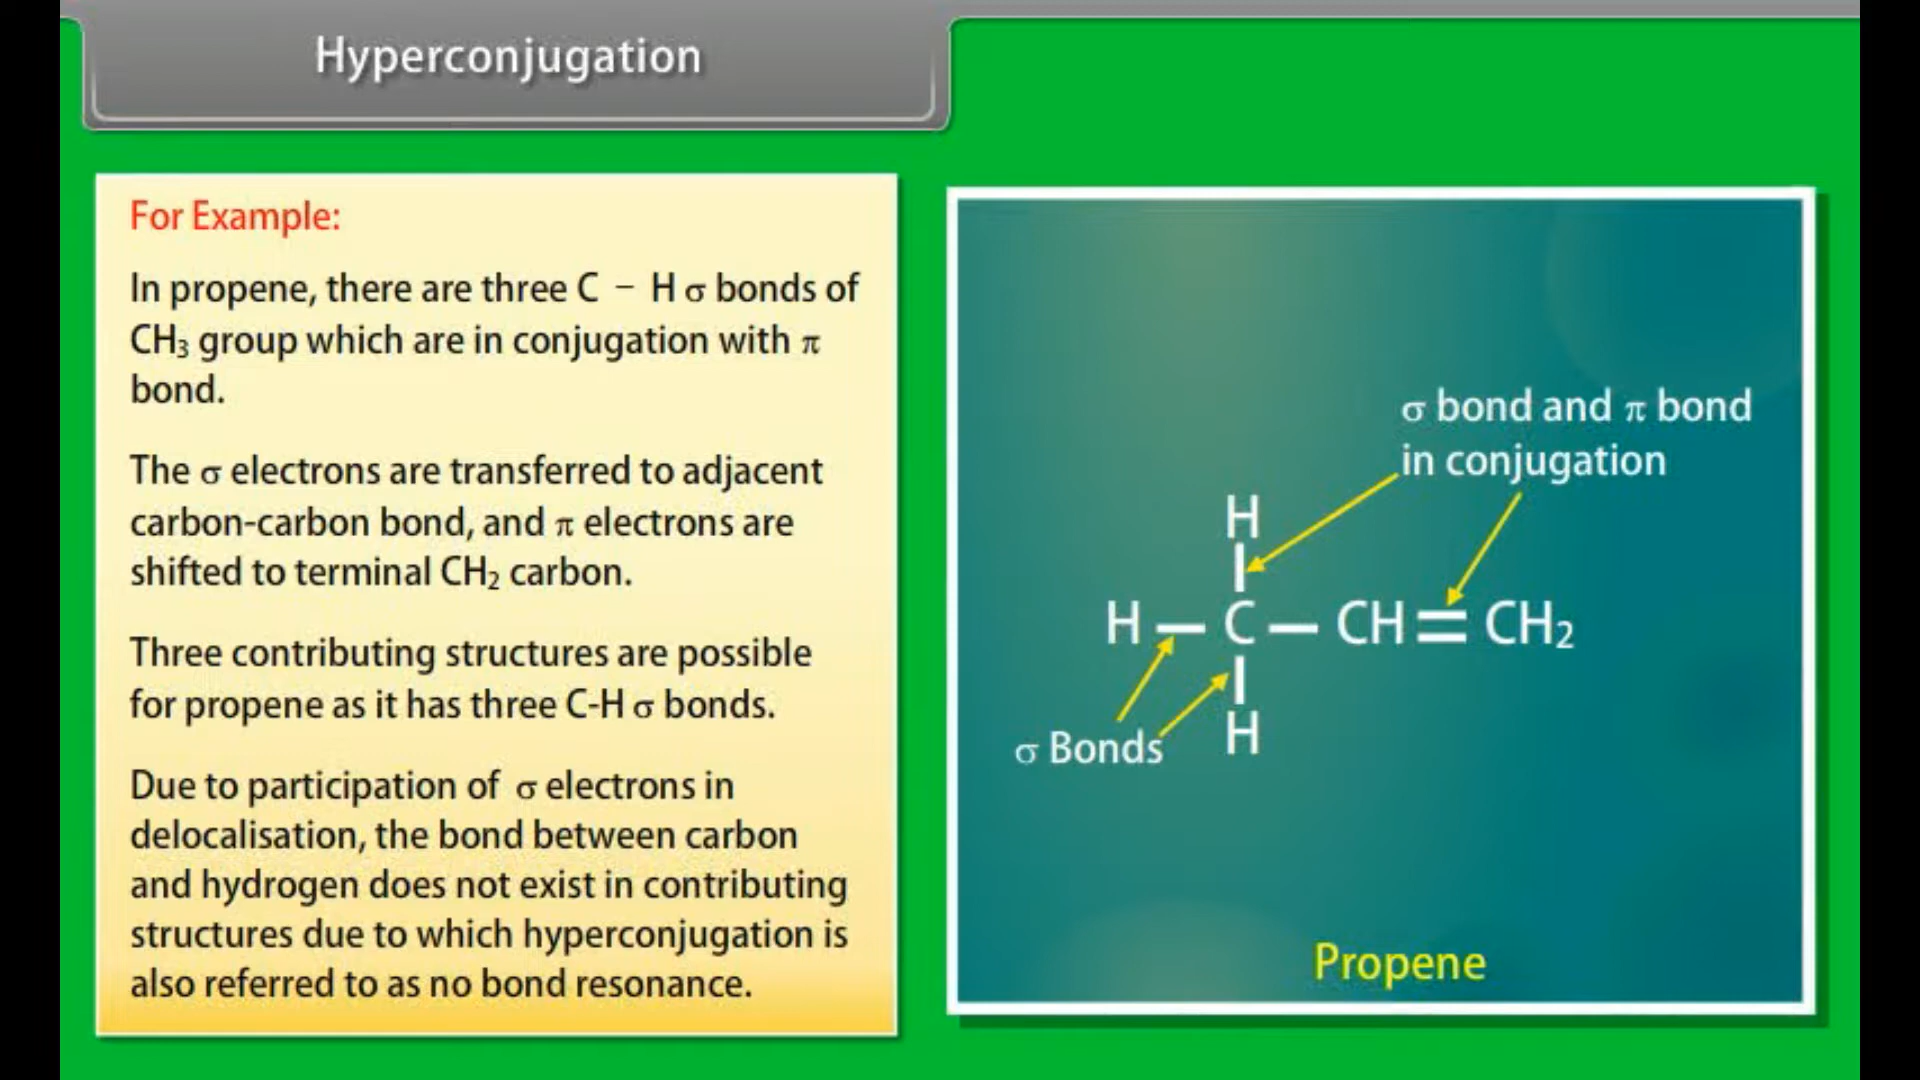 Hyperconjugation
For Example:
In propene, there are three C – H σ bonds of
CH₃ group which are in conjugation with π
bond.
The σ electrons are transferred to adjacent
carbon-carbon bond, and π electrons are
shifted to terminal CH₂ carbon.
Three contributing structures are possible
for propene as it has three C-H σ bonds.
Due to participation of σ electrons in
delocalisation, the bond between carbon
and hydrogen does not exist in contributing
structures due to which hyperconjugation is
also referred to as no bond resonance.
σ bond and π bond
in conjugation
H
H – C – CH = CH₂
H
σ Bonds
Propene